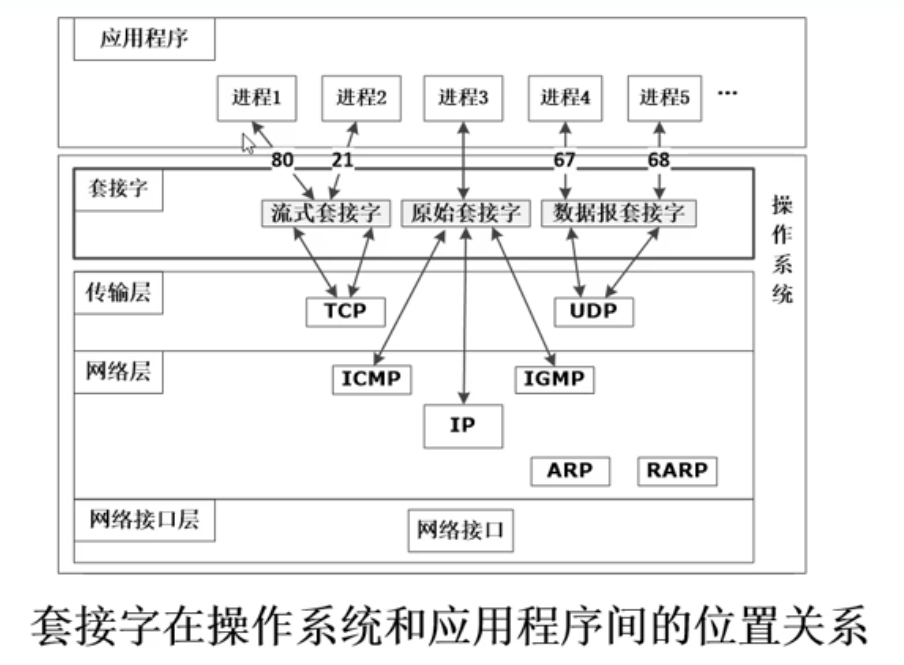 应用程序
进程1 进程2 进程3 进程4 进程5 ...
80 21 67 68
套接字
流式套接字 原始套接字 数据报套接字
操作系统
传输层
TCP UDP
网络层
ICMP IGMP
IP
ARP RARP
网络接口层
网络接口
套接字在操作系统和应用程序间的位置关系